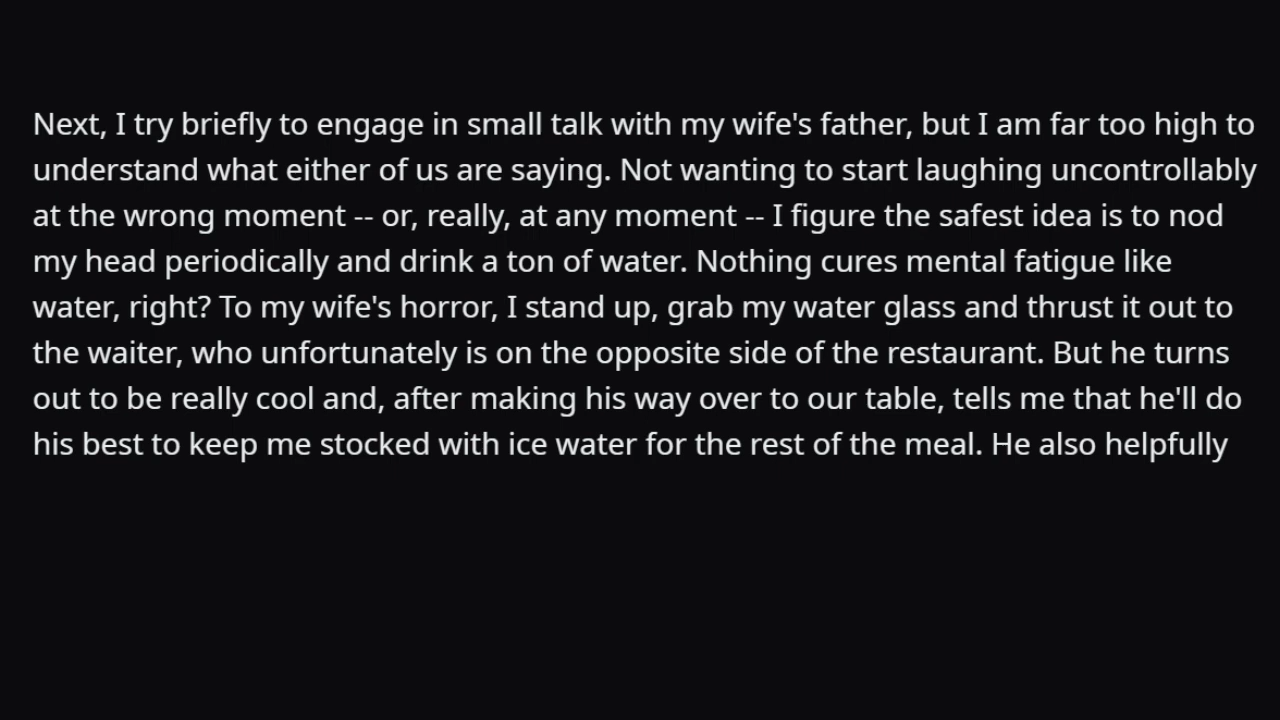 Next, I try briefly to engage in small talk with my wife's father, but I am far too high to
understand what either of us are saying. Not wanting to start laughing uncontrollably
at the wrong moment -- or, really, at any moment -- I figure the safest idea is to nod
my head periodically and drink a ton of water. Nothing cures mental fatigue like
water, right? To my wife's horror, I stand up, grab my water glass and thrust it out to
the waiter, who unfortunately is on the opposite side of the restaurant. But he turns
out to be really cool and, after making his way over to our table, tells me that he'll do
his best to keep me stocked with ice water for the rest of the meal. He also helpfully